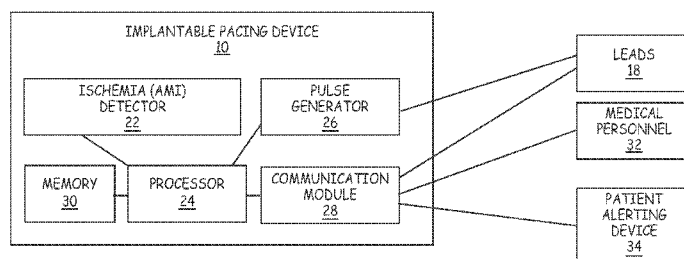 IMPLANTABLE PACING DEVICE
10
ISCHEMIA (AMI)
DETECTOR
22
PULSE
GENERATOR
26
MEMORY
30
PROCESSOR
24
COMMUNICATION
MODULE
28
LEADS
18
MEDICAL
PERSONNEL
32
PATIENT
ALERTING
DEVICE
34